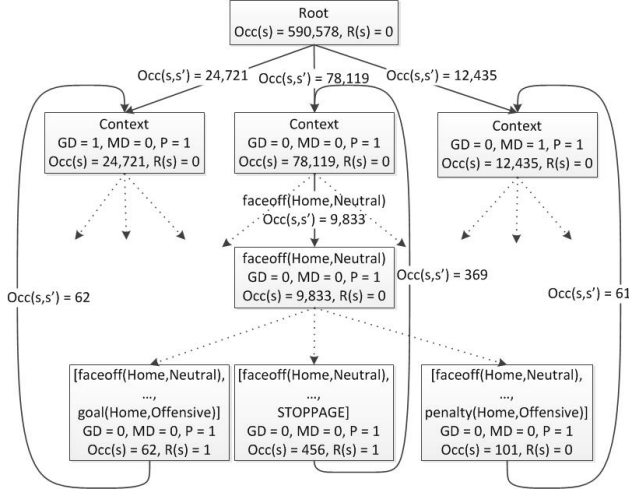 Root
Occ(s) = 590,578, R(s) = 0
Occ(s,s’) = 24,721
Occ(s,s’) = 78,119
Occ(s,s’) = 12,435
Context
GD = 1, MD = 0, P = 1
Occ(s) = 24,721, R(s) = 0
Context
GD = 0, MD = 0, P = 1
Occ(s) = 78,119, R(s) = 0
Context
GD = 0, MD = 1, P = 1
Occ(s) = 12,435, R(s) = 0
faceoff(Home,Neutral)
Occ(s,s’) = 9,833
faceoff(Home,Neutral)
GD = 0, MD = 0, P = 1
Occ(s) = 9,833, R(s) = 0
Occ(s,s’) = 62
Occ(s,s’) = 369
Occ(s,s’) = 61
[faceoff(Home,Neutral),
...,
goal(Home,Offensive)]
GD = 0, MD = 0, P = 1
Occ(s) = 62, R(s) = 1
[faceoff(Home,Neutral),
...,
STOPPAGE]
GD = 0, MD = 0, P = 1
Occ(s) = 456, R(s) = 1
[faceoff(Home,Neutral),
...,
penalty(Home,Offensive)]
GD = 0, MD = 0, P = 1
Occ(s) = 101, R(s) = 0